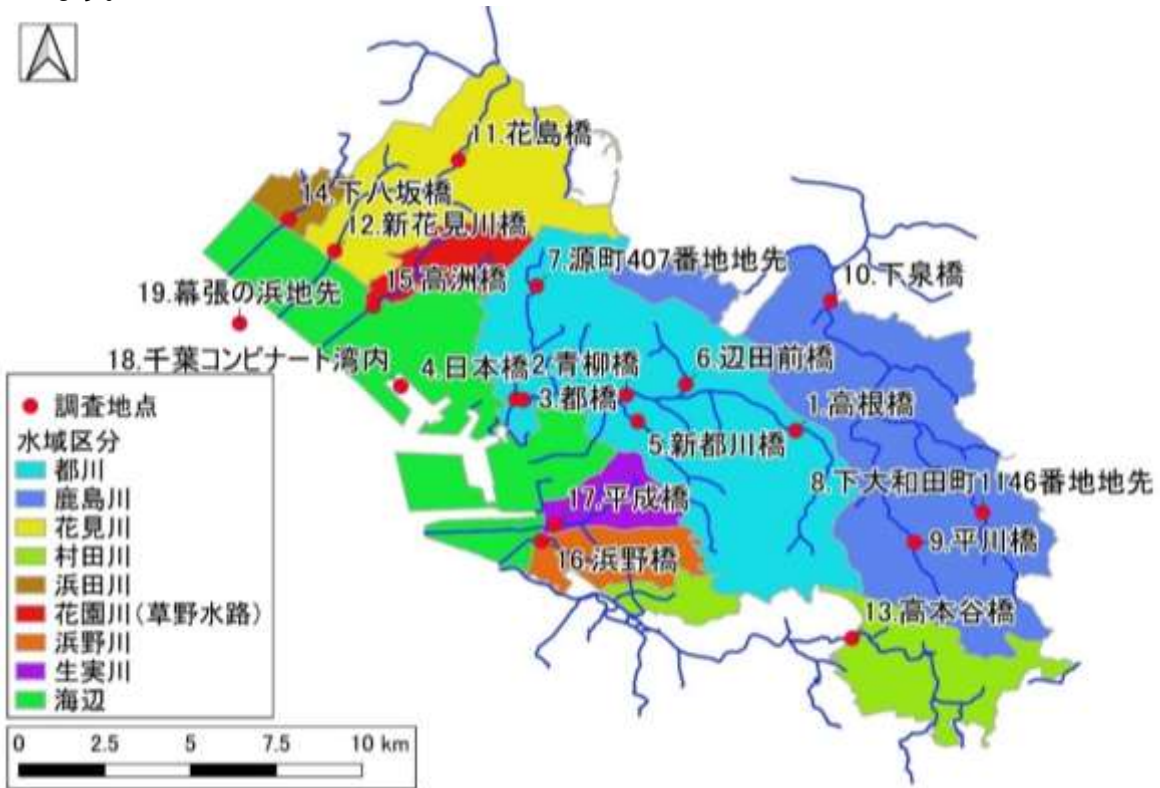 11.花島橋
14.下八坂橋
12.新花見川橋
7.源町407番地地先
15.高洲橋
10.下泉橋
19.幕張の浜地先
18.千葉コンビナート湾内
4.日本橋
2.青柳橋
6.辺田前橋
3.都橋
1.高根橋
5.新都川橋
8.下大和田町1146番地地先
17.平成橋
9.平川橋
16.浜野橋
13.高本谷橋
調査地点
水域区分
都川
鹿島川
花見川
村田川
浜田川
花園川(草野水路)
浜野川
生実川
海辺
0 2.5 5 7.5 10 km